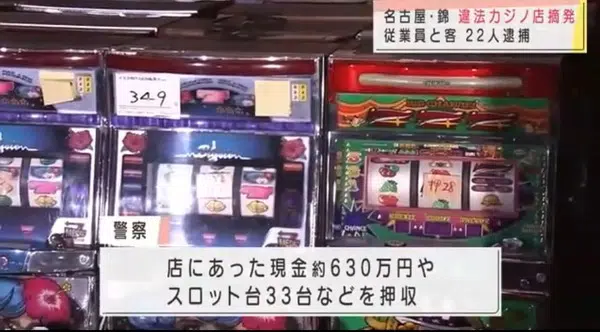 名古屋・錦 違法カジノ店摘発
従業員と客 22人逮捕
349
1928
CHANCE
警察
店にあった現金約630万円や
スロット台33台などを押収